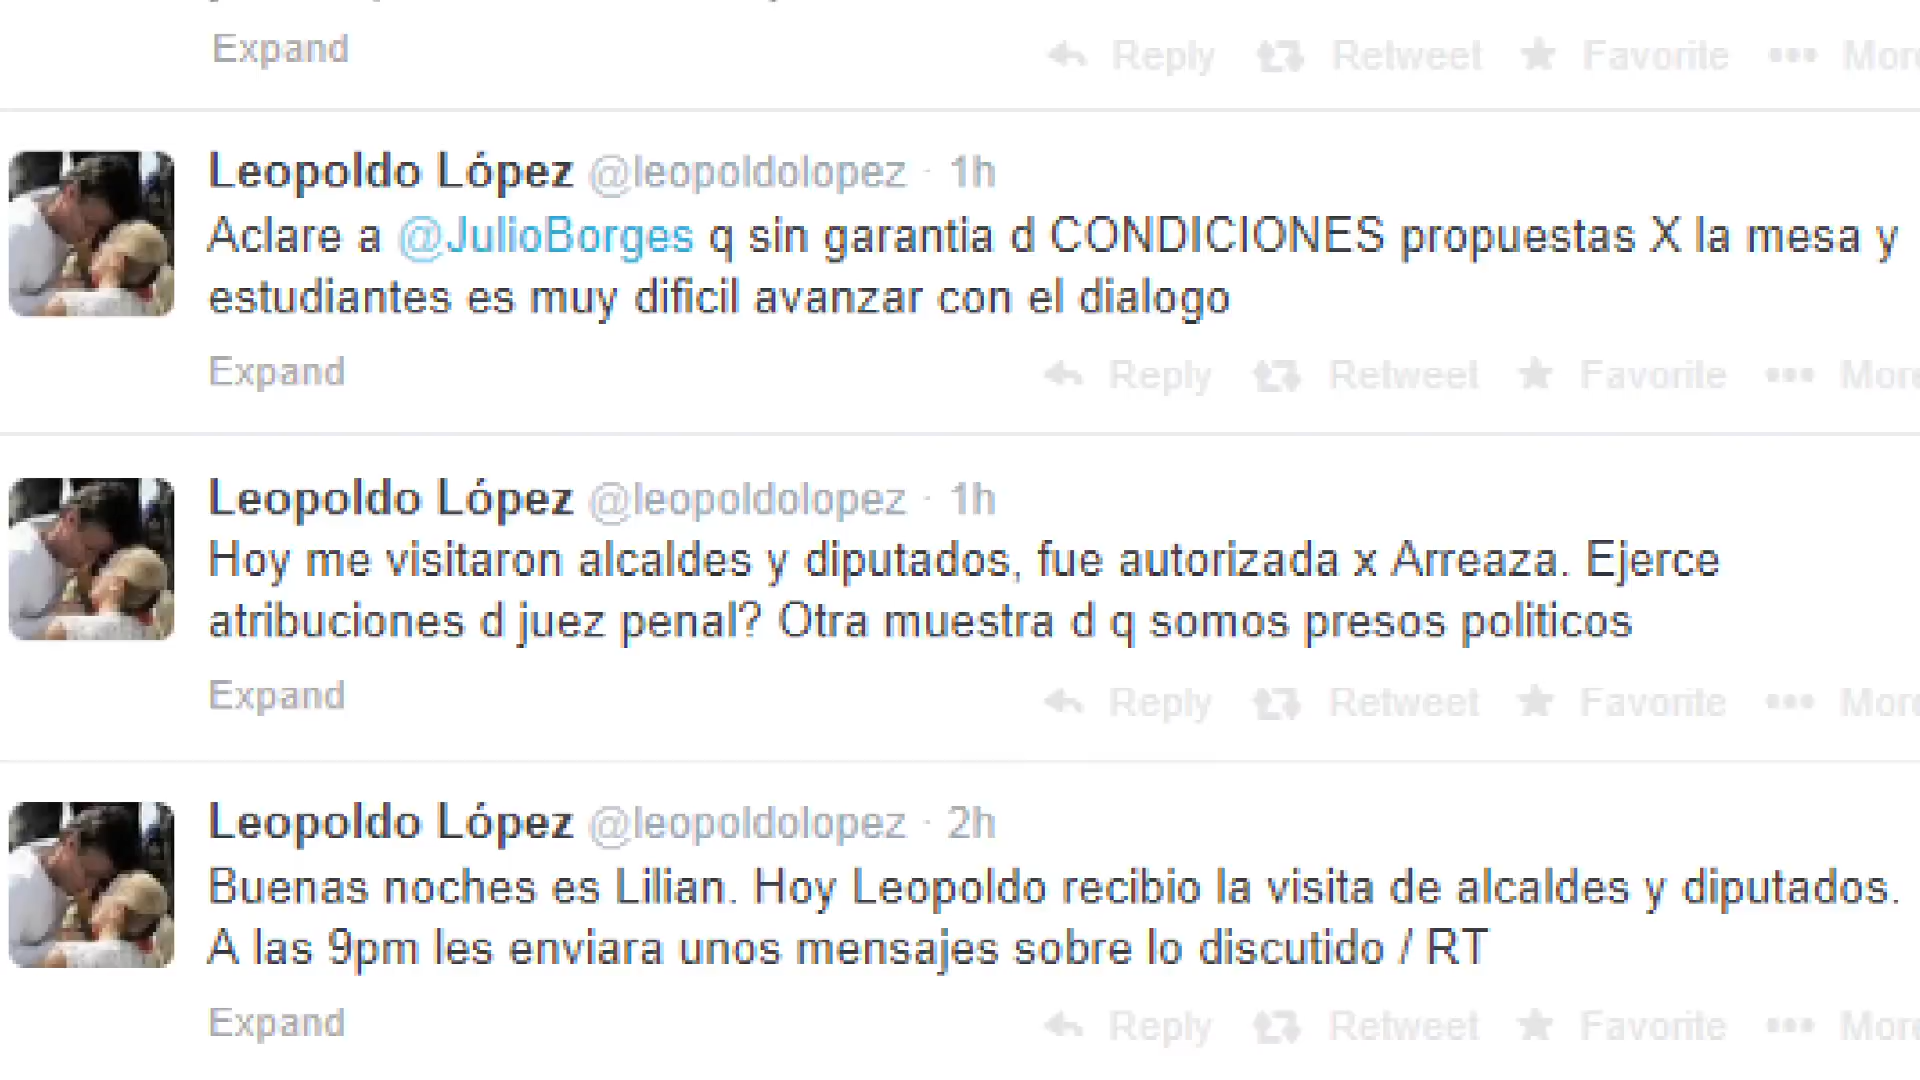 Expand
Reply Retweet Favorite More
Leopoldo López @leopoldolopez · 1h
Aclare a @JulioBorges q sin garantia d CONDICIONES propuestas X la mesa y
estudiantes es muy dificil avanzar con el dialogo
Expand
Reply Retweet Favorite More
Leopoldo López @leopoldolopez · 1h
Hoy me visitaron alcaldes y diputados, fue autorizada x Arreaza. Ejerce
atribuciones d juez penal? Otra muestra d q somos presos politicos
Expand
Reply Retweet Favorite More
Leopoldo López @leopoldolopez · 2h
Buenas noches es Lilian. Hoy Leopoldo recibio la visita de alcaldes y diputados.
A las 9pm les enviara unos mensajes sobre lo discutido / RT
Expand
Reply Retweet Favorite More